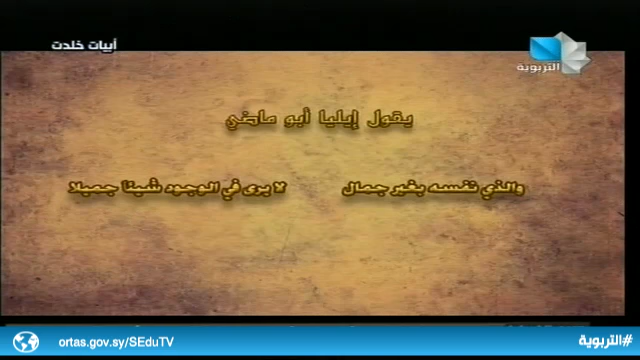 أبيات خلدت
التربوية
يقول إيليا أبو ماضي
والذي نفسه بغير جمال لا يرى في الوجود شيئا جميلا
ortas.gov.sy/SEduTV
#التربوية